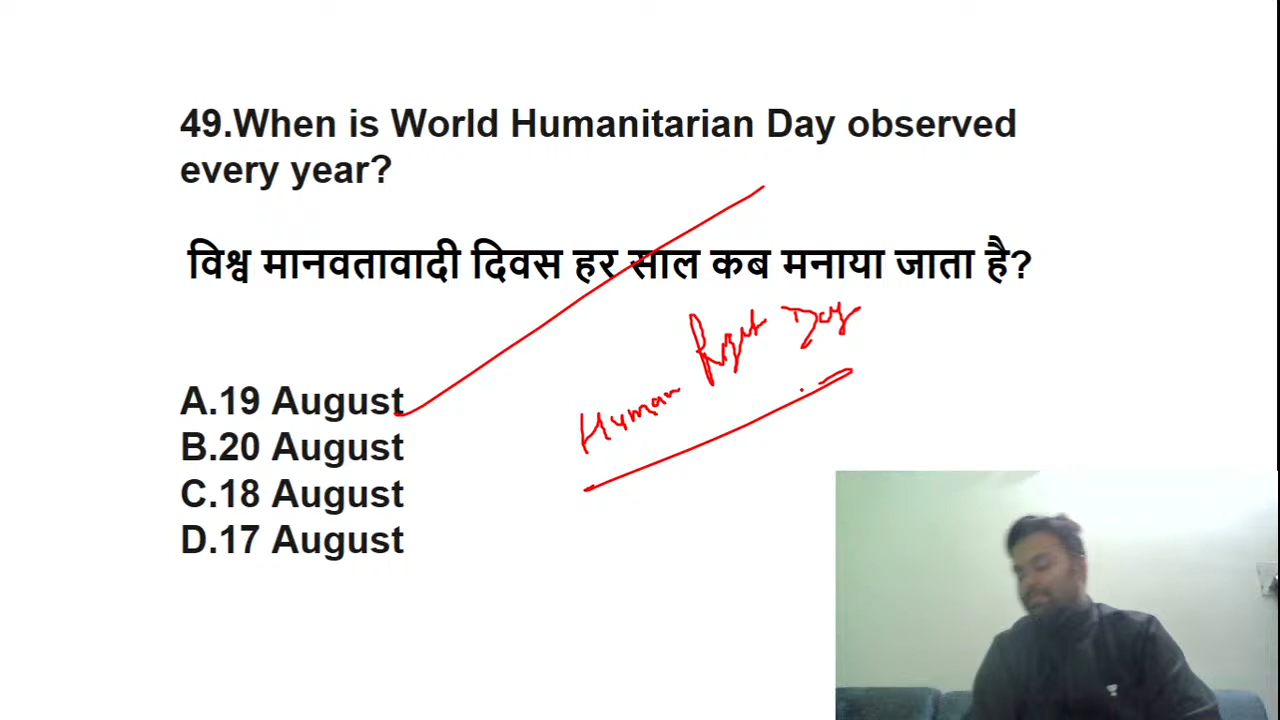 49.When is World Humanitarian Day observed
every year?
विश्व मानवतावादी दिवस हर साल कब मनाया जाता है?
Human Right Day
A.19 August
B.20 August
C.18 August
D.17 August